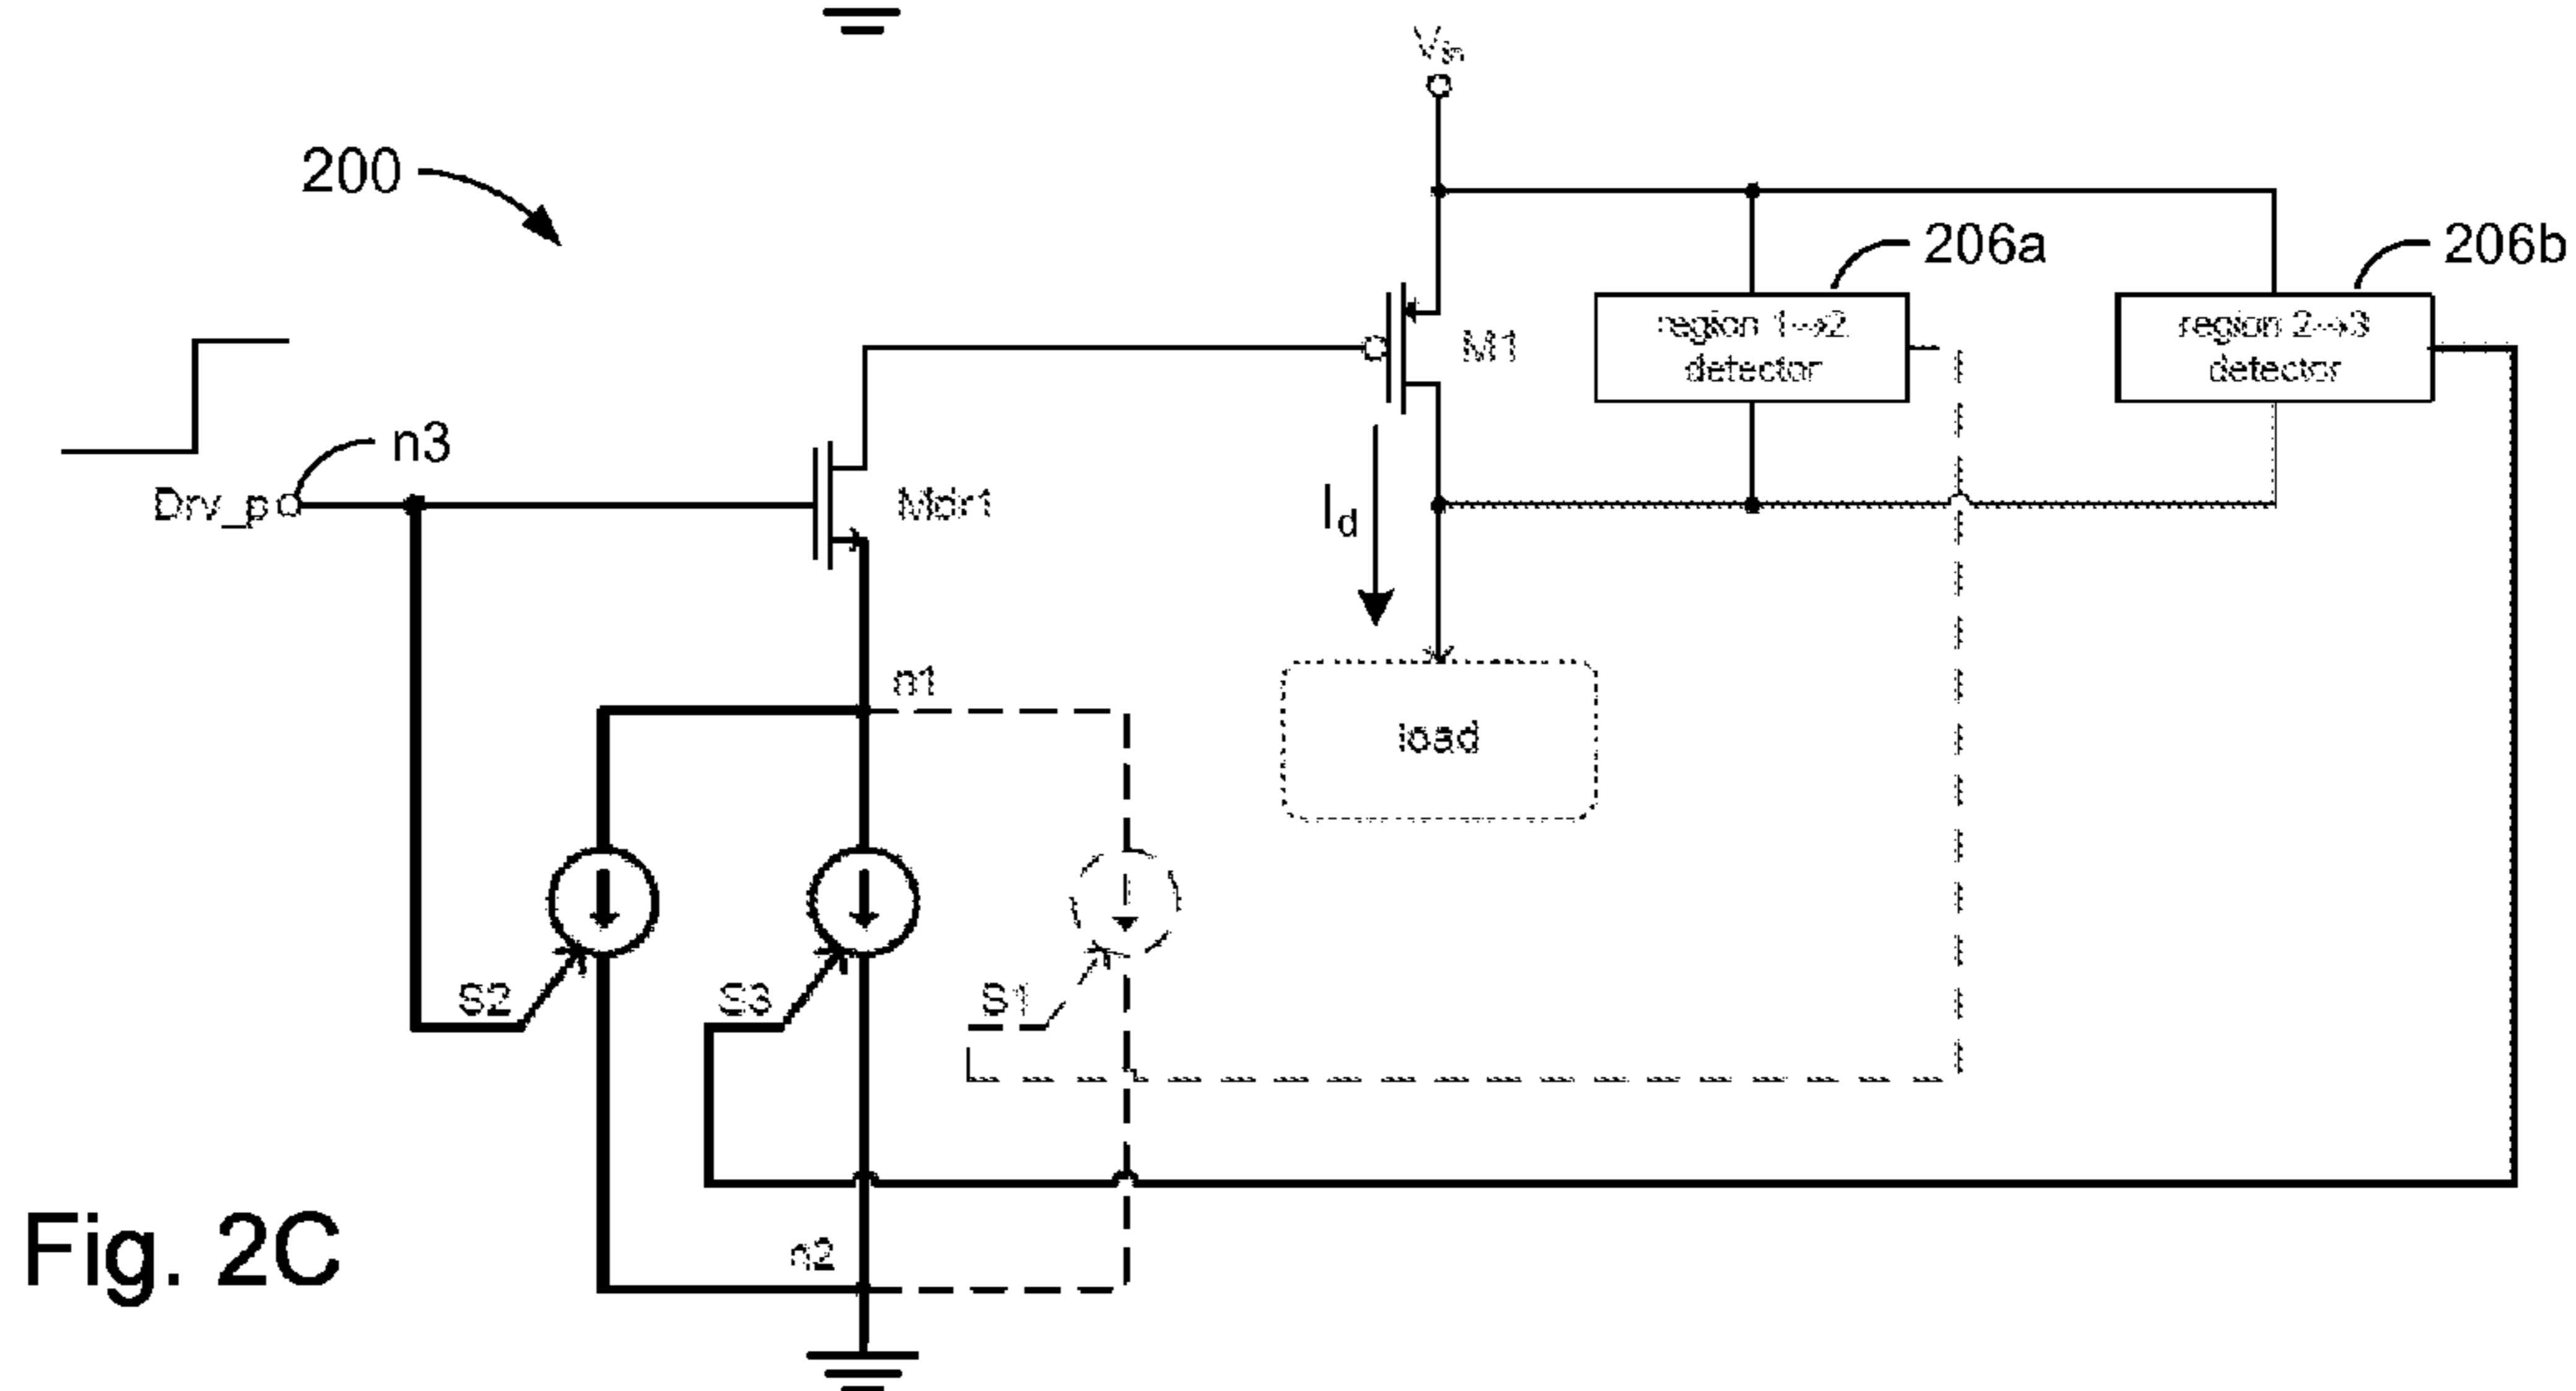 Vin
200
206a
206b
region 1→2
detector
region 2→3
detector
M1
n3
Drv_p
Mdr1
Id
n1
load
S2
S3
S1
n2
Fig. 2C